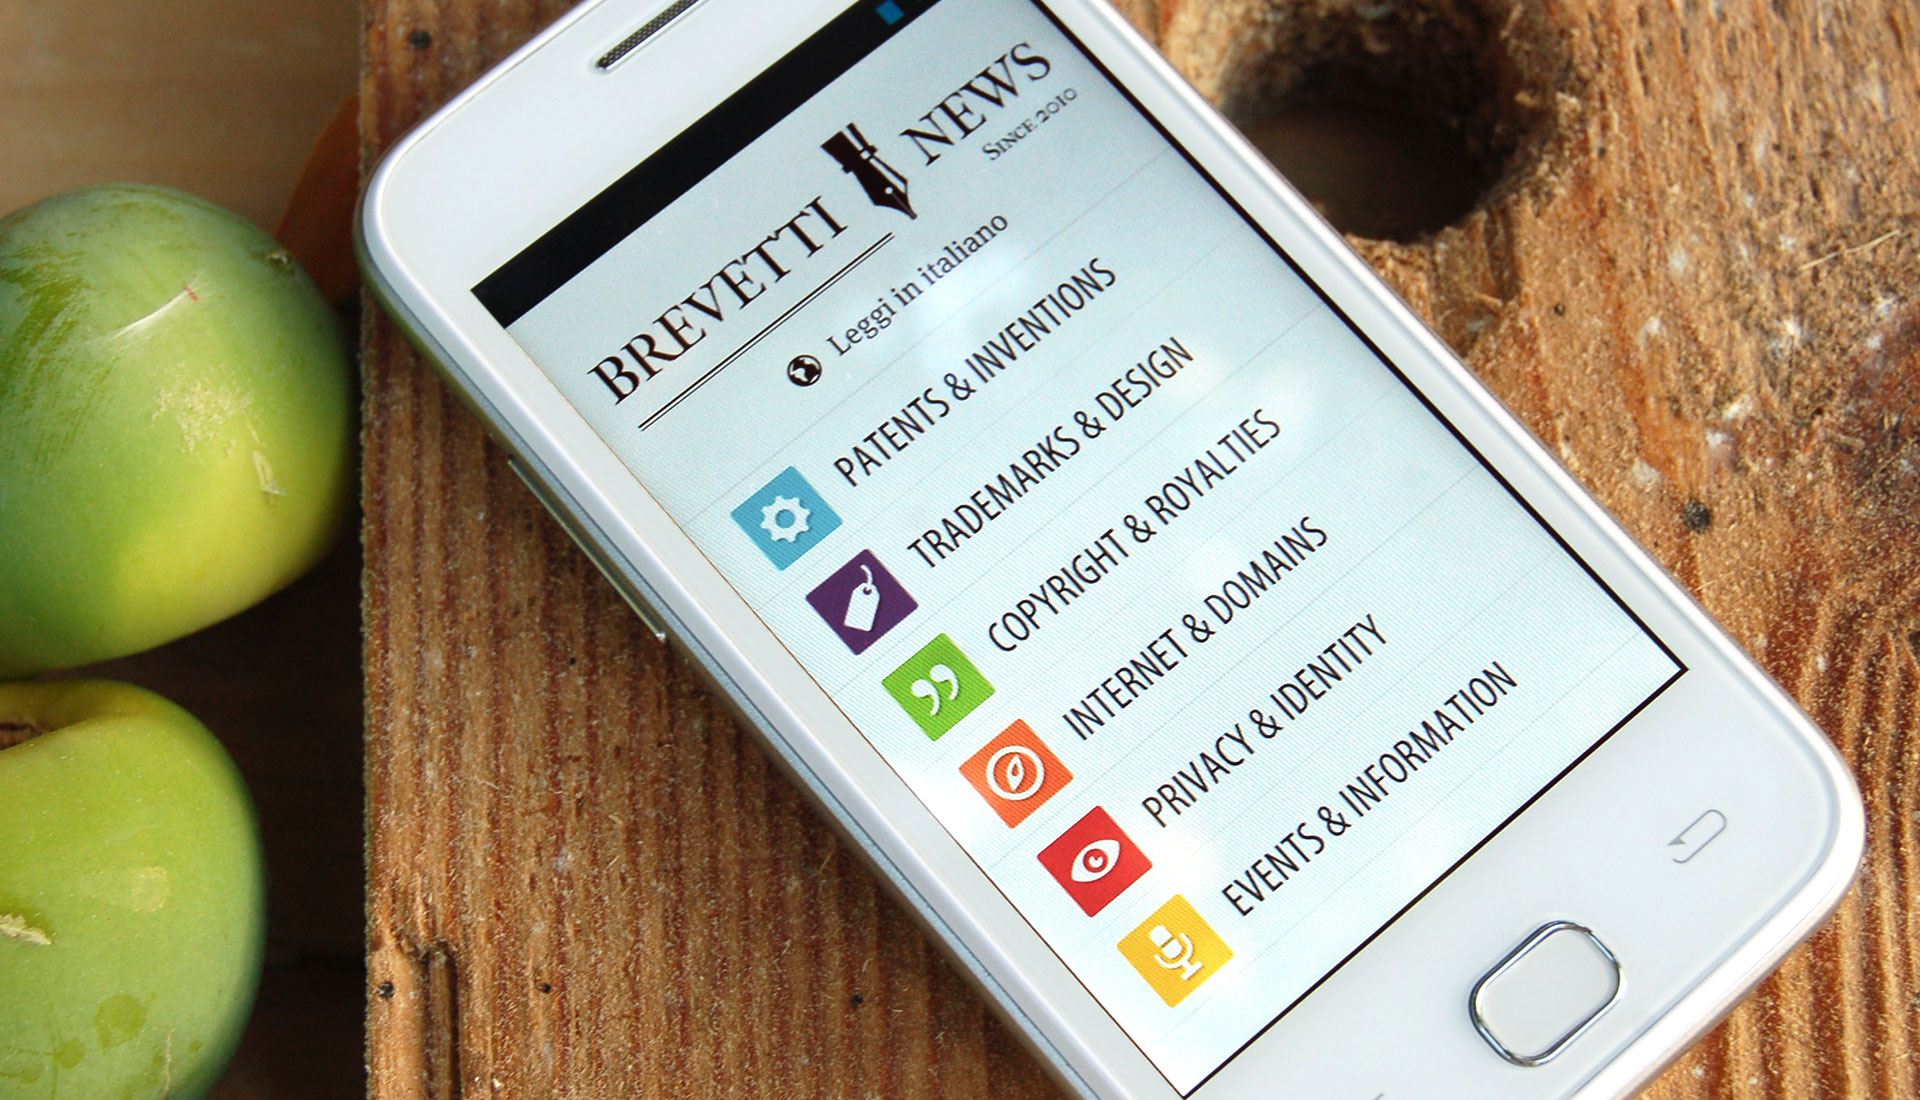 BREVETTI NEWS
SINCE 2010
Leggi in italiano
PATENTS & INVENTIONS
TRADEMARKS & DESIGN
COPYRIGHT & ROYALTIES
INTERNET & DOMAINS
PRIVACY & IDENTITY
EVENTS & INFORMATION